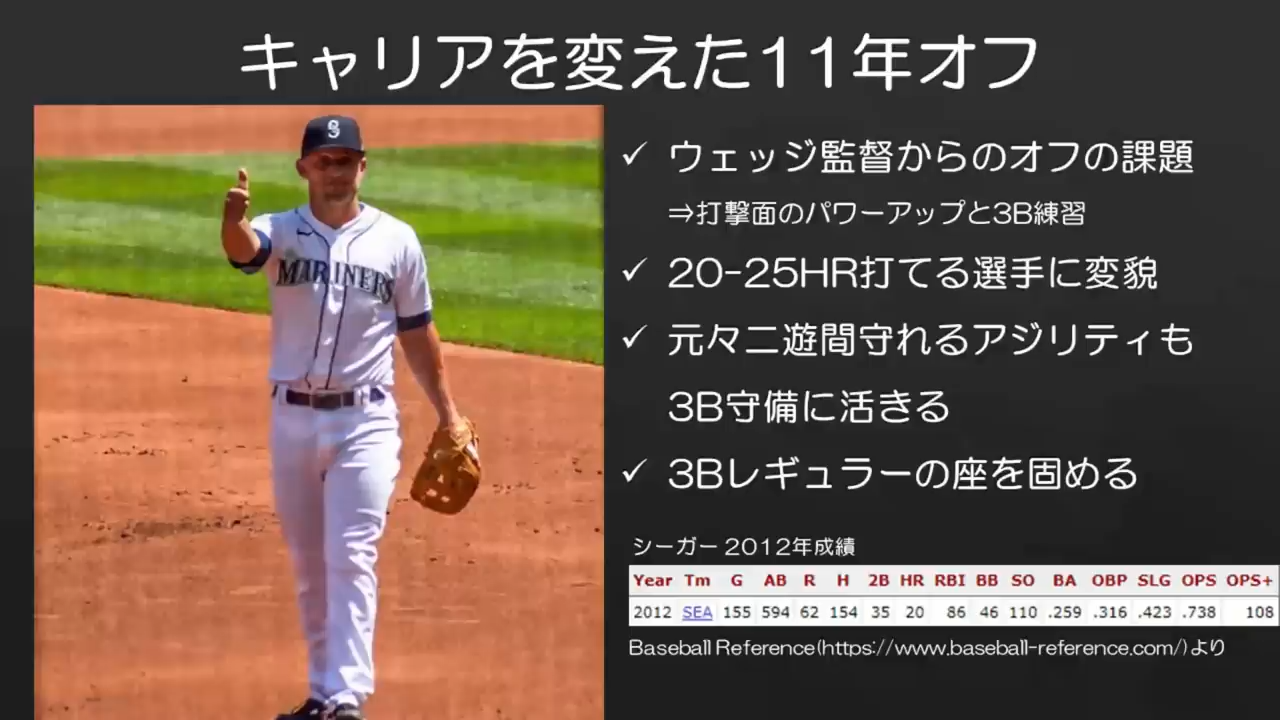 キャリアを変えた11年オフ
✓ ウェッジ監督からのオフの課題
⇒打撃面のパワーアップと3B練習
✓ 20-25HR打てる選手に変貌
✓ 元々二遊間守れるアジリティも
3B守備に活きる
✓ 3Bレギュラーの座を固める
MARINERS
シーガー 2012年成績
Year Tm G AB R H 2B HR RBI BB SO BA OBP SLG OPS OPS+
2012 SEA 155 594 62 154 35 20 86 46 110 .259 .316 .423 .738 108
Baseball Reference(https://www.baseball-reference.com/)より